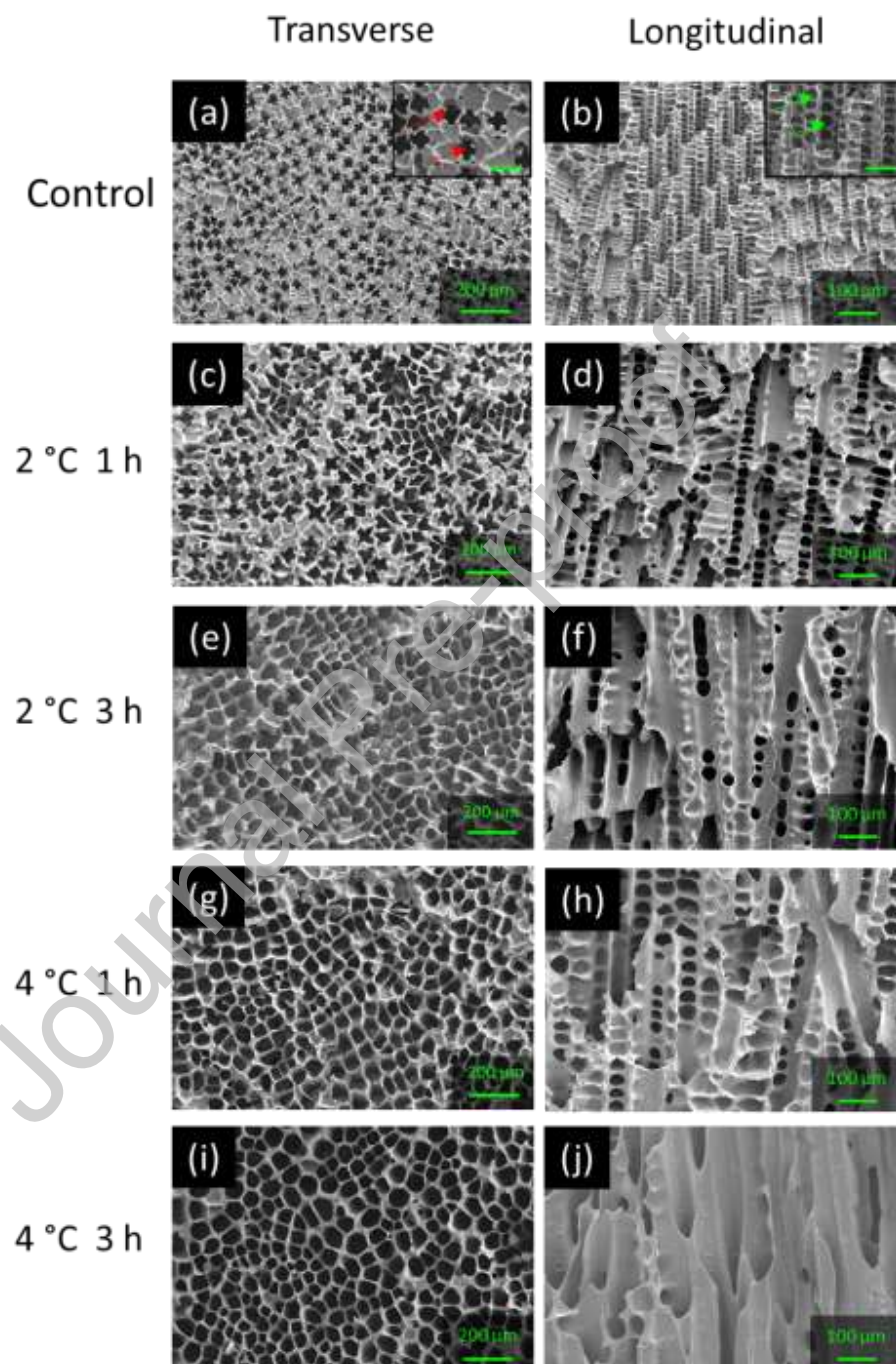 Transverse Longitudinal
Control
(a) (b)
200 µm 100 µm
2 °C 1 h
(c) (d)
200 µm 100 µm
2 °C 3 h
(e) (f)
200 µm 100 µm
4 °C 1 h
(g) (h)
200 µm 100 µm
4 °C 3 h
(i) (j)
200 µm 100 µm
Journal Pre-proof